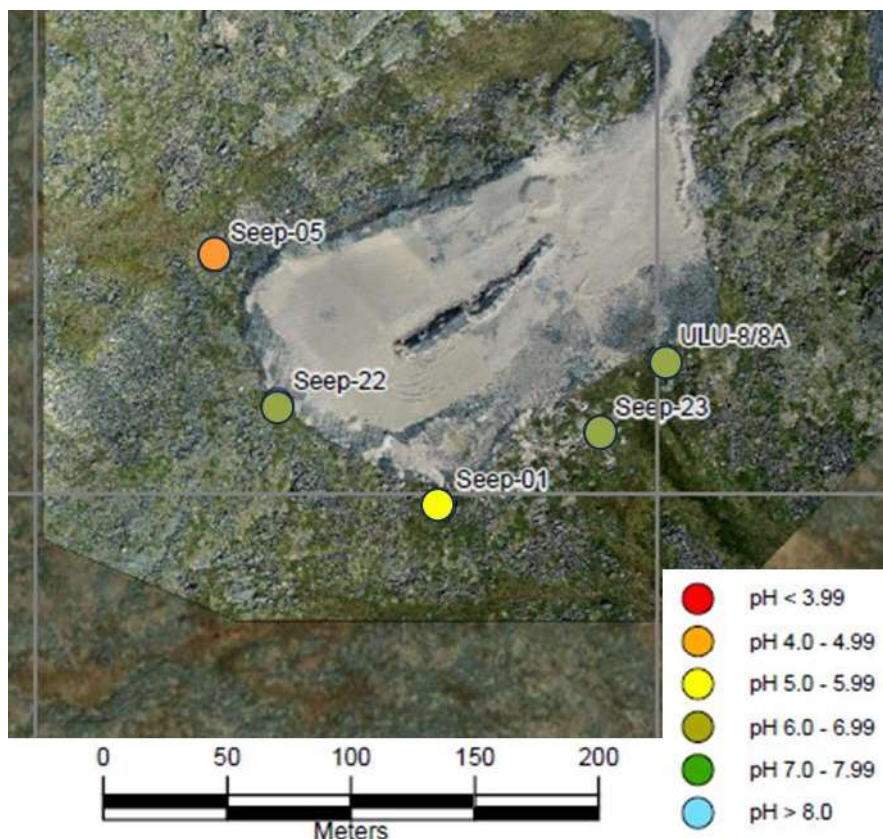 Seep-05
ULU-8/8A
Seep-22
Seep-23
Seep-01
pH < 3.99
pH 4.0 - 4.99
pH 5.0 - 5.99
pH 6.0 - 6.99
pH 7.0 - 7.99
pH > 8.0
0 50 100 150 200
Meters